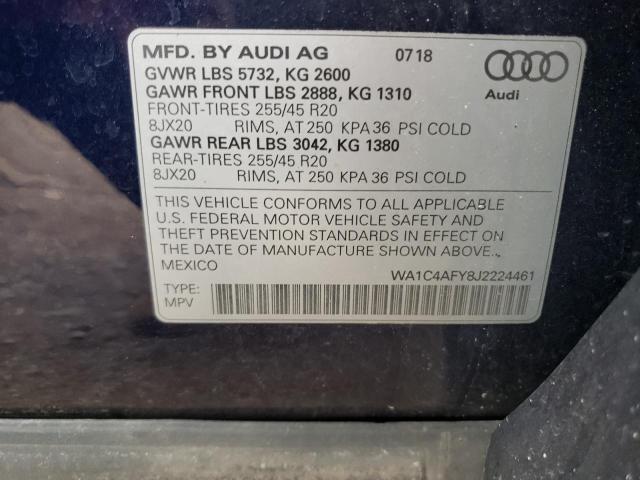 MFD. BY AUDI AG 0718
GVWR LBS 5732, KG 2600
GAWR FRONT LBS 2888, KG 1310
Audi
FRONT-TIRES 255/45 R20
8JX20 RIMS, AT 250 KPA 36 PSI COLD
GAWR REAR LBS 3042, KG 1380
REAR-TIRES 255/45 R20
8JX20 RIMS, AT 250 KPA 36 PSI COLD
THIS VEHICLE CONFORMS TO ALL APPLICABLE
U.S. FEDERAL MOTOR VEHICLE SAFETY AND
THEFT PREVENTION STANDARDS IN EFFECT ON
THE DATE OF MANUFACTURE SHOWN ABOVE..
MEXICO WA1C4AFY8J2224461
TYPE:
MPV